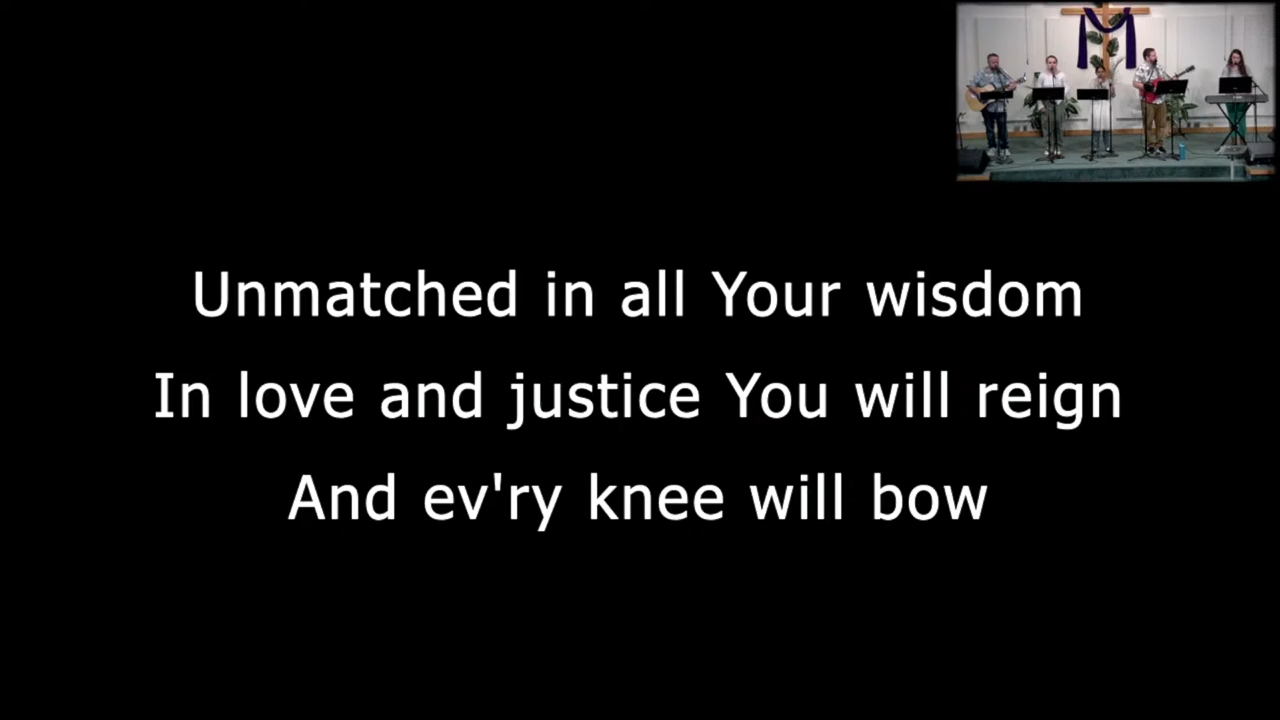 Unmatched in all Your wisdom
In love and justice You will reign
And ev'ry knee will bow